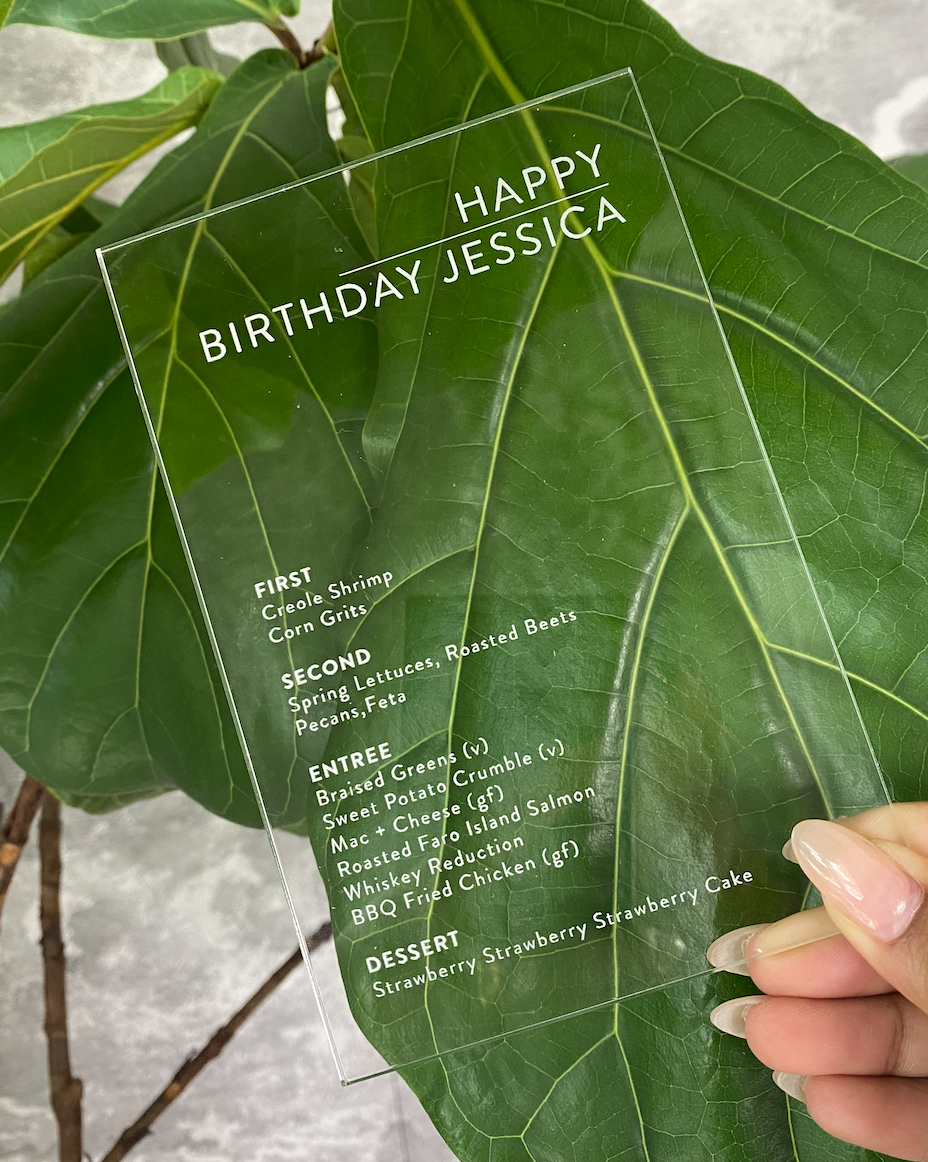 HAPPY
BIRTHDAY JESSICA
FIRST
Creole Shrimp
Corn Grits
SECOND
Spring Lettuces, Roasted Beets
Pecans,Feta
ENTREE
Braised Greens (v)
Sweet Potato Crumble (v)
Mac + Cheese (gf)
Roasted Faro Island Salmon
Whiskey Reduction
BBQ Fried Chicken (gf)
DESSERT
Strawberry Strawberry Strawberry Cake